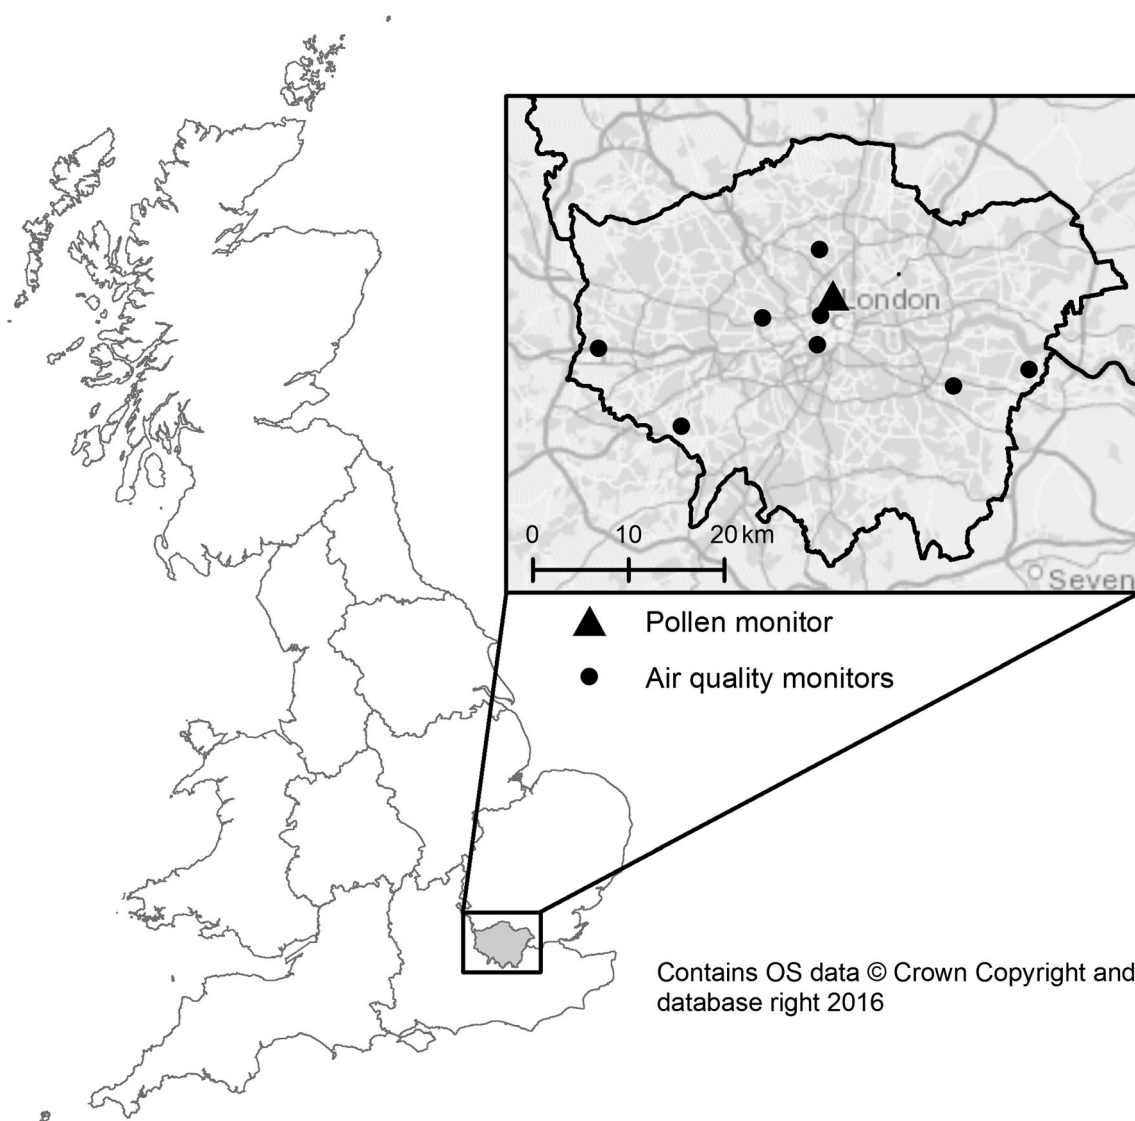 London
0 10 20 km
Seven
Pollen monitor
Air quality monitors
Contains OS data © Crown Copyright and
database right 2016